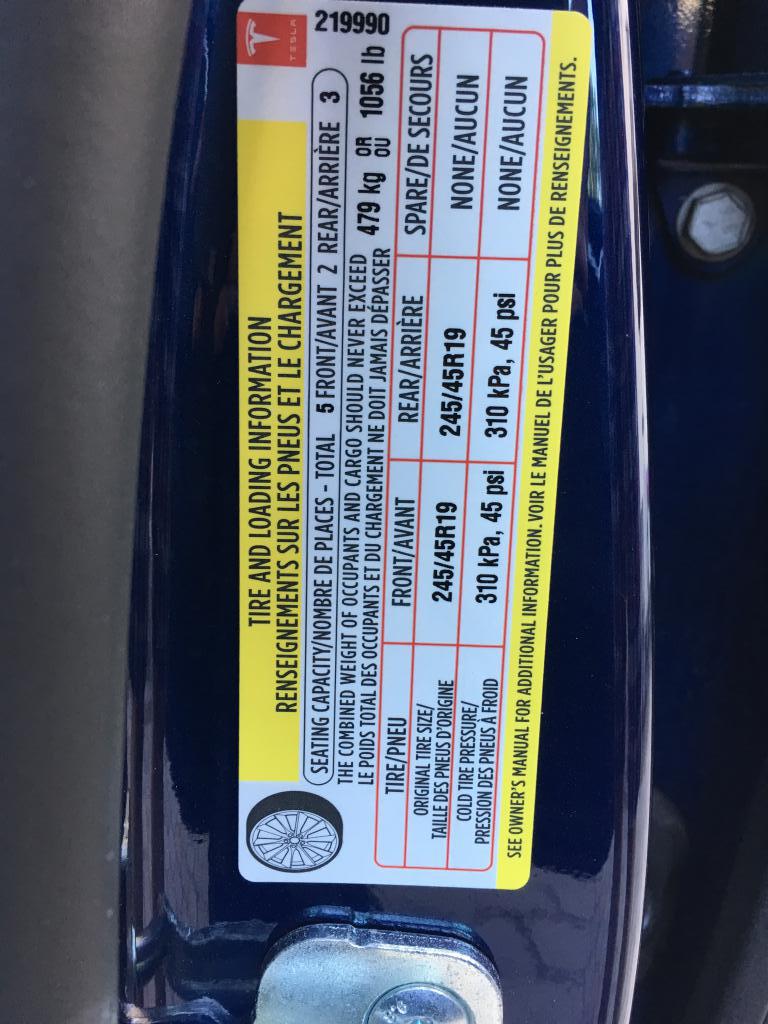 TESLA
219990
TIRE AND LOADING INFORMATION
RENSEIGNEMENTS SUR LES PNEUS ET LE CHARGEMENT
SEATING CAPACITY/NOMBRE DE PLACES - TOTAL 5 FRONT/AVANT 2 REAR/ARRIÈRE 3
THE COMBINED WEIGHT OF OCCUPANTS AND CARGO SHOULD NEVER EXCEED 479 kg OR 1056 lb
LE POIDS TOTAL DES OCCUPANTS ET DU CHARGEMENT NE DOIT JAMAIS DÉPASSER OU
TIRE/PNEU FRONT/AVANT REAR/ARRIÈRE SPARE/DE SECOURS
ORIGINAL TIRE SIZE/
TAILLE DES PNEUS D'ORIGINE 245/45R19 245/45R19 NONE/AUCUN
COLD TIRE PRESSURE/
PRESSION DES PNEUS À FROID 310 kPa, 45 psi 310 kPa, 45 psi NONE/AUCUN
SEE OWNER'S MANUAL FOR ADDITIONAL INFORMATION. VOIR LE MANUEL DE L'USAGER POUR PLUS DE RENSEIGNEMENTS.